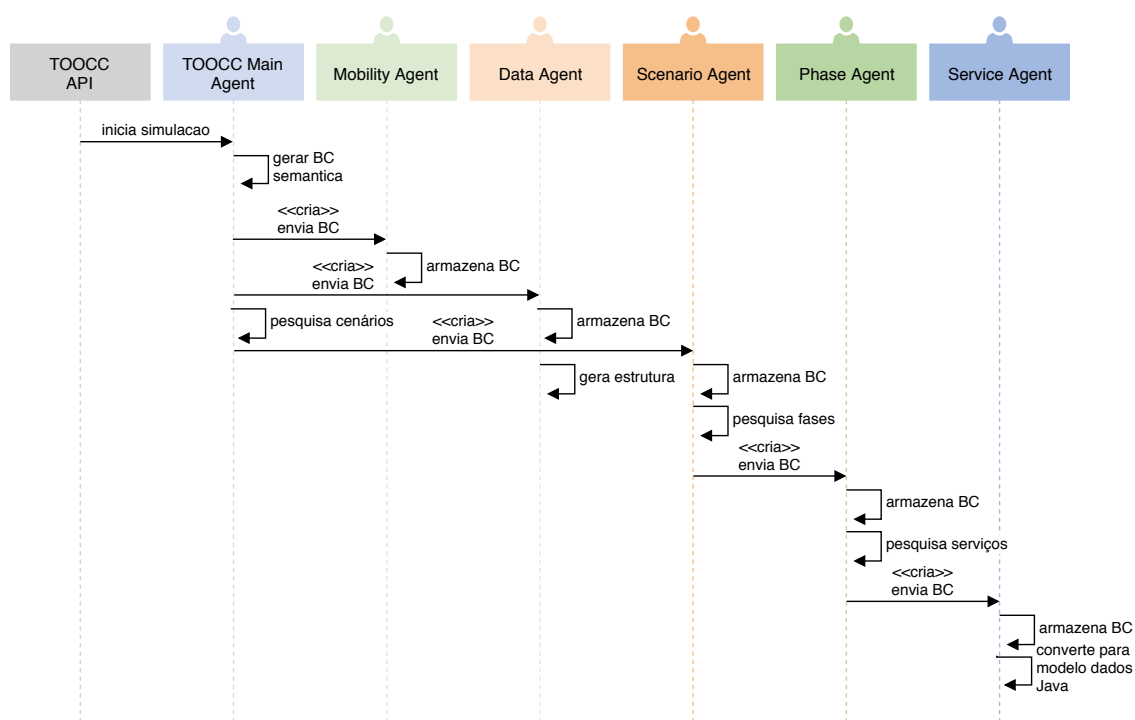 TOOCC
API
TOOCC Main
Agent
Mobility Agent
Data Agent
Scenario Agent
Phase Agent
Service Agent
inicia simulacao
gerar BC
semantica
<<cria>>
envia BC
armazena BC
<<cria>>
envia BC
pesquisa cenários
armazena BC
<<cria>>
envia BC
gera estrutura
armazena BC
pesquisa fases
<<cria>>
envia BC
armazena BC
pesquisa serviços
<<cria>>
envia BC
armazena BC
converte para
modelo dados
Java